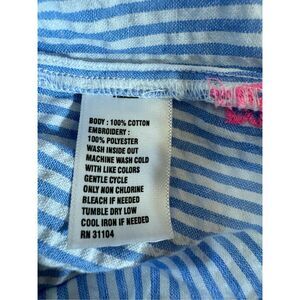 BODY : 100% COTTON
EMBROIDERY :
100% POLYESTER
WASH INSIDE OUT
MACHINE WASH COLD
WITH LIKE COLORS
GENTLE CYCLE
ONLY NON CHLORINE
BLEACH IF NEEDED
TUMBLE DRY LOW
COOL IRON IF NEEDED
RN 31104